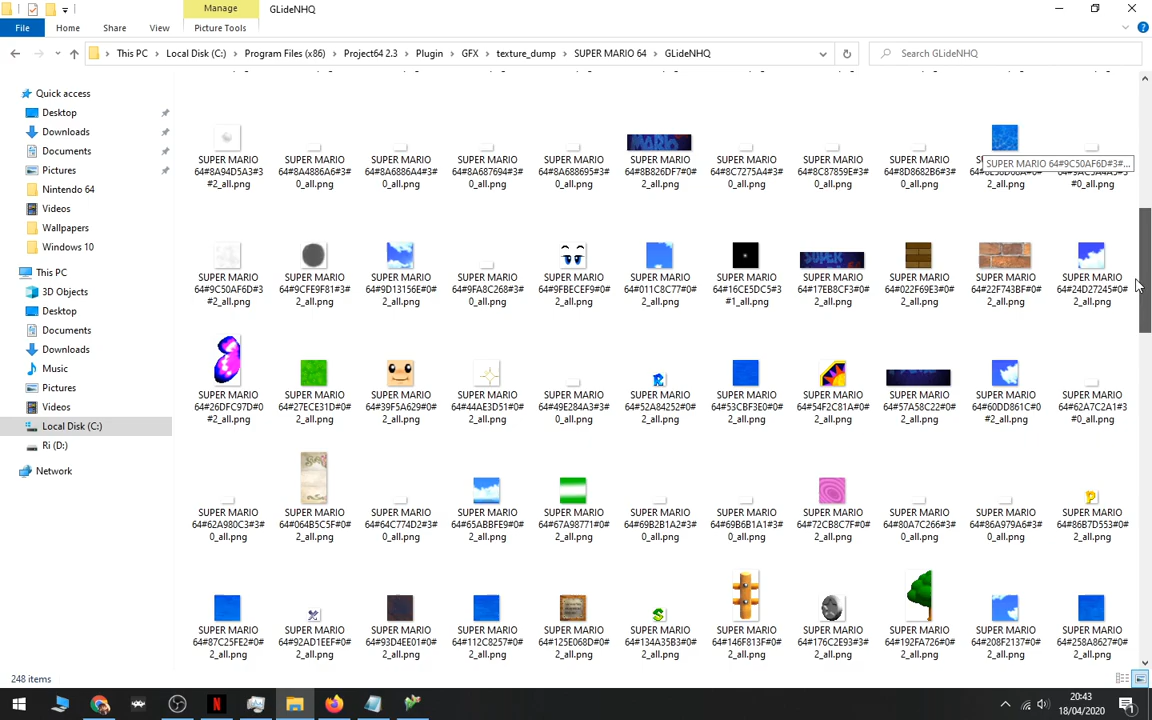 Manage
GLideNHQ
File
Home
Share
View
Picture Tools
This PC > Local Disk (C:) > Program Files (x86) > Project64 2.3 > Plugin > GFX > texture_dump > SUPER MARIO 64 > GLideNHQ
Search GLideNHQ
Quick access
Desktop
Downloads
Documents
Pictures
Nintendo 64
Videos
Wallpapers
Windows 10
This PC
3D Objects
Desktop
Documents
Downloads
Music
Pictures
Videos
Local Disk (C:)
Ri (D:)
Network
SUPER MARIO 64#8A94D5A3#3#2_all.png
SUPER MARIO 64#8A4886A6#3#0_all.png
SUPER MARIO 64#8A6886A4#3#0_all.png
SUPER MARIO 64#8A687694#3#0_all.png
SUPER MARIO 64#8A688695#3#0_all.png
SUPER MARIO 64#8B826DF7#0#2_all.png
SUPER MARIO 64#8C7275A4#3#0_all.png
SUPER MARIO 64#8C87859E#3#0_all.png
SUPER MARIO 64#8D8682B6#3#0_all.png
2_all.png
SUPER MARIO 64#9C50AF6D#3#...
#0_all.png
SUPER MARIO 64#9C50AF6D#3#2_all.png
SUPER MARIO 64#9CFE9F81#3#2_all.png
SUPER MARIO 64#9D13156E#0#2_all.png
SUPER MARIO 64#9FA8C268#3#0_all.png
SUPER MARIO 64#9FBECEF9#0#2_all.png
SUPER MARIO 64#011C8C77#0#2_all.png
SUPER MARIO 64#16CE5DC5#3#1_all.png
SUPER MARIO 64#17EB8CF3#0#2_all.png
SUPER MARIO 64#022F69E3#0#2_all.png
SUPER MARIO 64#22F743BF#0#2_all.png
SUPER MARIO 64#24D27245#0#2_all.png
SUPER MARIO 64#26DFC97D#0#2_all.png
SUPER MARIO 64#27ECE31D#0#2_all.png
SUPER MARIO 64#39F5A629#0#2_all.png
SUPER MARIO 64#44AE3D51#0#2_all.png
SUPER MARIO 64#49E284A3#3#0_all.png
SUPER MARIO 64#52A84252#0#2_all.png
SUPER MARIO 64#53CBF3E0#0#2_all.png
SUPER MARIO 64#54F2C81A#0#2_all.png
SUPER MARIO 64#57A58C22#0#2_all.png
SUPER MARIO 64#60DD861C#0#2_all.png
SUPER MARIO 64#62A7C2A1#3#0_all.png
SUPER MARIO 64#62A980C3#3#0_all.png
SUPER MARIO 64#064B5C5F#0#2_all.png
SUPER MARIO 64#64C774D2#3#0_all.png
SUPER MARIO 64#65ABBFE9#0#2_all.png
SUPER MARIO 64#67A98771#0#2_all.png
SUPER MARIO 64#69B2B1A2#3#0_all.png
SUPER MARIO 64#69B6B1A1#3#0_all.png
SUPER MARIO 64#72CB8C7F#0#2_all.png
SUPER MARIO 64#80A7C266#3#0_all.png
SUPER MARIO 64#86A979A6#3#0_all.png
SUPER MARIO 64#86B7D553#0#2_all.png
SUPER MARIO 64#87C25FE2#0#2_all.png
SUPER MARIO 64#92AD1EEF#0#2_all.png
SUPER MARIO 64#93D4EE01#0#2_all.png
SUPER MARIO 64#112C8257#0#2_all.png
SUPER MARIO 64#125E068D#0#2_all.png
SUPER MARIO 64#134A35B3#0#2_all.png
SUPER MARIO 64#146F813F#0#2_all.png
SUPER MARIO 64#176C2E93#3#2_all.png
SUPER MARIO 64#192FA726#0#2_all.png
SUPER MARIO 64#208F2137#0#2_all.png
SUPER MARIO 64#258A8627#0#2_all.png
248 items
20:43
18/04/2020